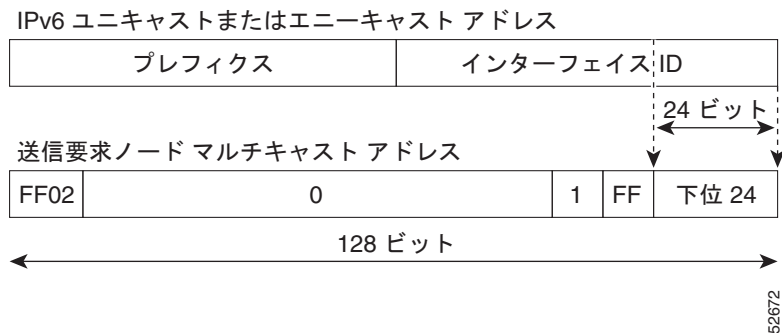 IPv6 ユニキャストまたはエニーキャスト アドレス
プレフィクス インターフェイス ID
24 ビット
送信要求ノード マルチキャスト アドレス
FF02 0 1 FF 下位 24
128 ビット
52672